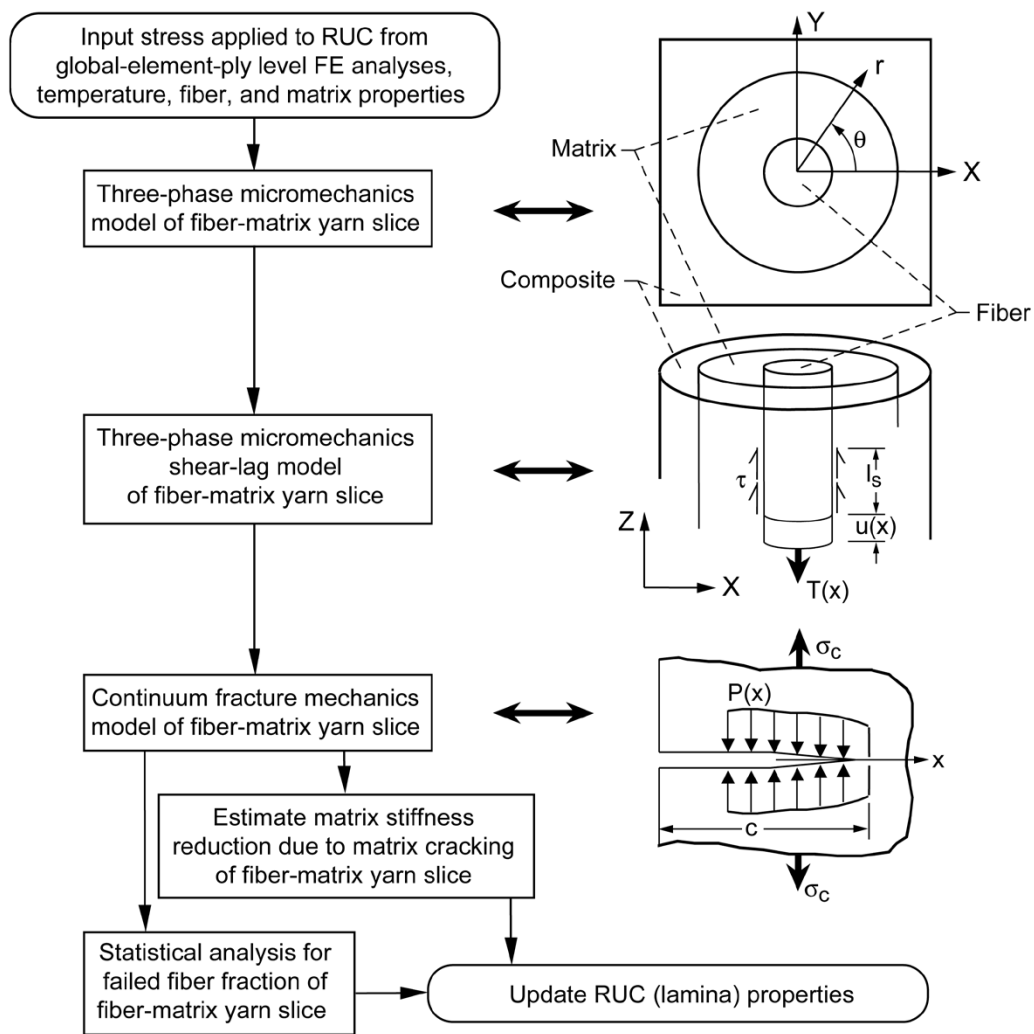 Input stress applied to RUC from
global-element-ply level FE analyses,
temperature, fiber, and matrix properties
Three-phase micromechanics
model of fiber-matrix yarn slice
Three-phase micromechanics
shear-lag model
of fiber-matrix yarn slice
Continuum fracture mechanics
model of fiber-matrix yarn slice
Estimate matrix stiffness
reduction due to matrix cracking
of fiber-matrix yarn slice
Statistical analysis for
failed fiber fraction of
fiber-matrix yarn slice
Update RUC (lamina) properties
Y
r
θ
X
Matrix
Composite
Fiber
τ
l_s
u(x)
Z
X
T(x)
σ_c
P(x)
x
c
σ_c